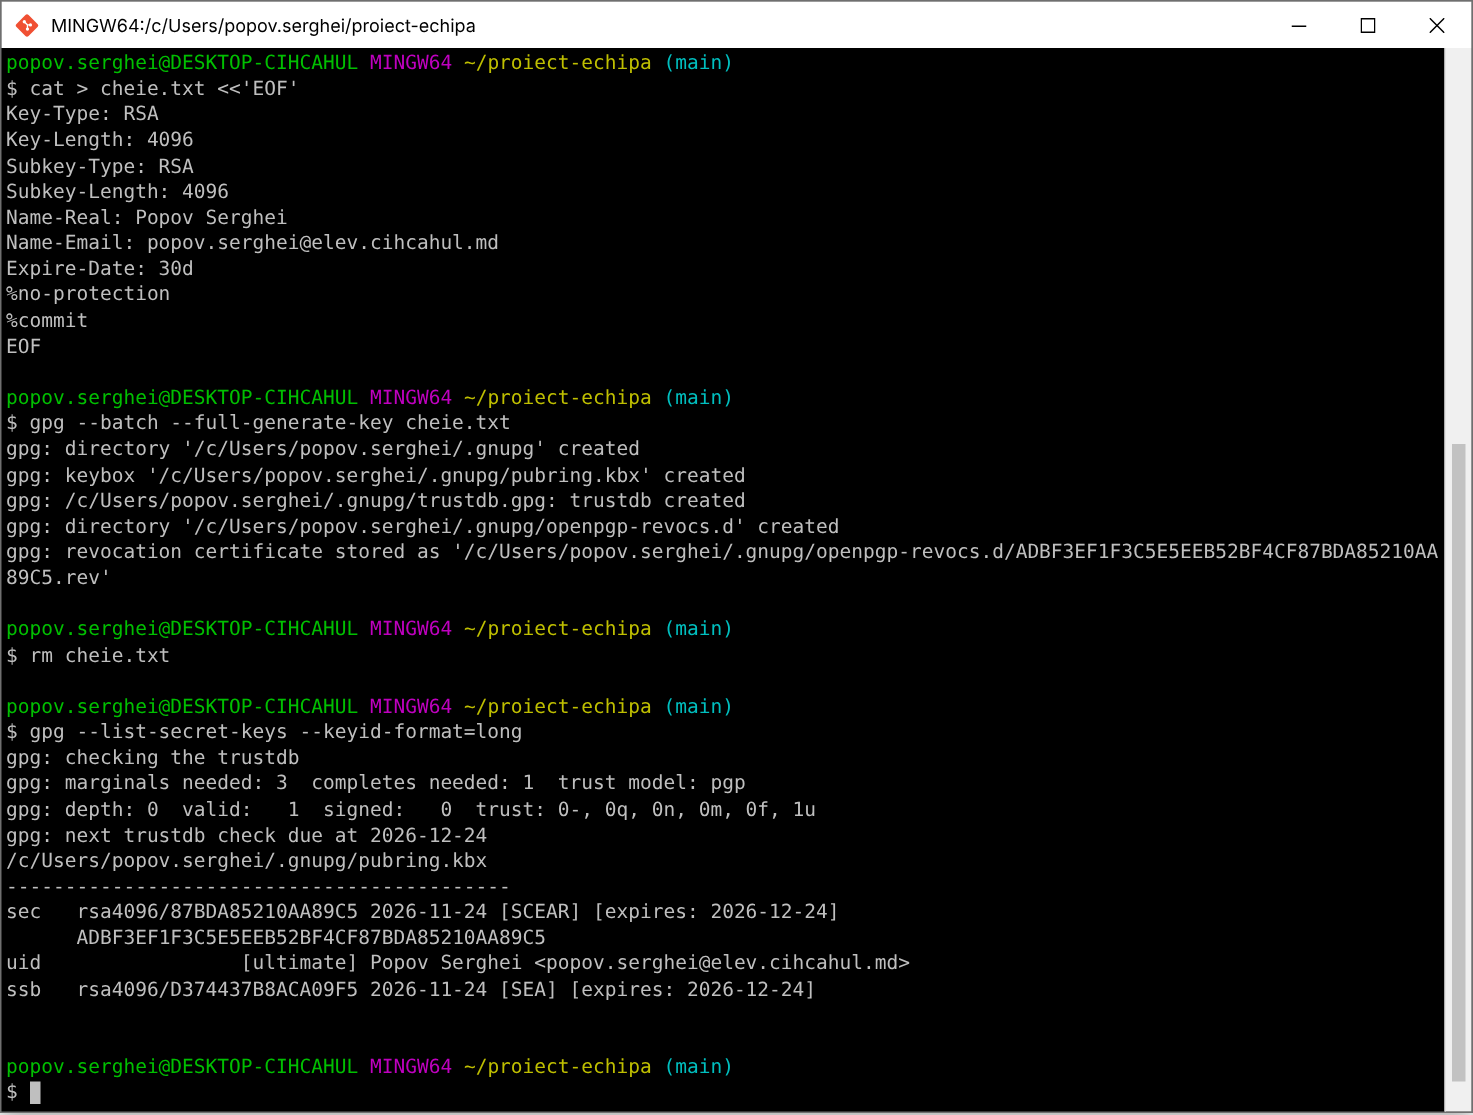 MINGW64:/c/Users/popov.serghei/proiect-echipa
popov.serghei@DESKTOP-CIHCAHUL MINGW64 ~/proiect-echipa (main)
$ cat > cheie.txt <<'EOF'
Key-Type: RSA
Key-Length: 4096
Subkey-Type: RSA
Subkey-Length: 4096
Name-Real: Popov Serghei
Name-Email: popov.serghei@elev.cihcahul.md
Expire-Date: 30d
%no-protection
%commit
EOF
popov.serghei@DESKTOP-CIHCAHUL MINGW64 ~/proiect-echipa (main)
$ gpg --batch --full-generate-key cheie.txt
gpg: directory '/c/Users/popov.serghei/.gnupg' created
gpg: keybox '/c/Users/popov.serghei/.gnupg/pubring.kbx' created
gpg: /c/Users/popov.serghei/.gnupg/trustdb.gpg: trustdb created
gpg: directory '/c/Users/popov.serghei/.gnupg/openpgp-revocs.d' created
gpg: revocation certificate stored as '/c/Users/popov.serghei/.gnupg/openpgp-revocs.d/ADBF3EF1F3C5E5EEB52BF4CF87BDA85210AA
89C5.rev'
popov.serghei@DESKTOP-CIHCAHUL MINGW64 ~/proiect-echipa (main)
$ rm cheie.txt
popov.serghei@DESKTOP-CIHCAHUL MINGW64 ~/proiect-echipa (main)
$ gpg --list-secret-keys --keyid-format=long
gpg: checking the trustdb
gpg: marginals needed: 3  completes needed: 1  trust model: pgp
gpg: depth: 0  valid:   1  signed:   0  trust: 0-, 0q, 0n, 0m, 0f, 1u
gpg: next trustdb check due at 2026-12-24
/c/Users/popov.serghei/.gnupg/pubring.kbx
-------------------------------------------
sec   rsa4096/87BDA85210AA89C5 2026-11-24 [SCEAR] [expires: 2026-12-24]
      ADBF3EF1F3C5E5EEB52BF4CF87BDA85210AA89C5
uid                 [ultimate] Popov Serghei <popov.serghei@elev.cihcahul.md>
ssb   rsa4096/D374437B8ACA09F5 2026-11-24 [SEA] [expires: 2026-12-24]
popov.serghei@DESKTOP-CIHCAHUL MINGW64 ~/proiect-echipa (main)
$